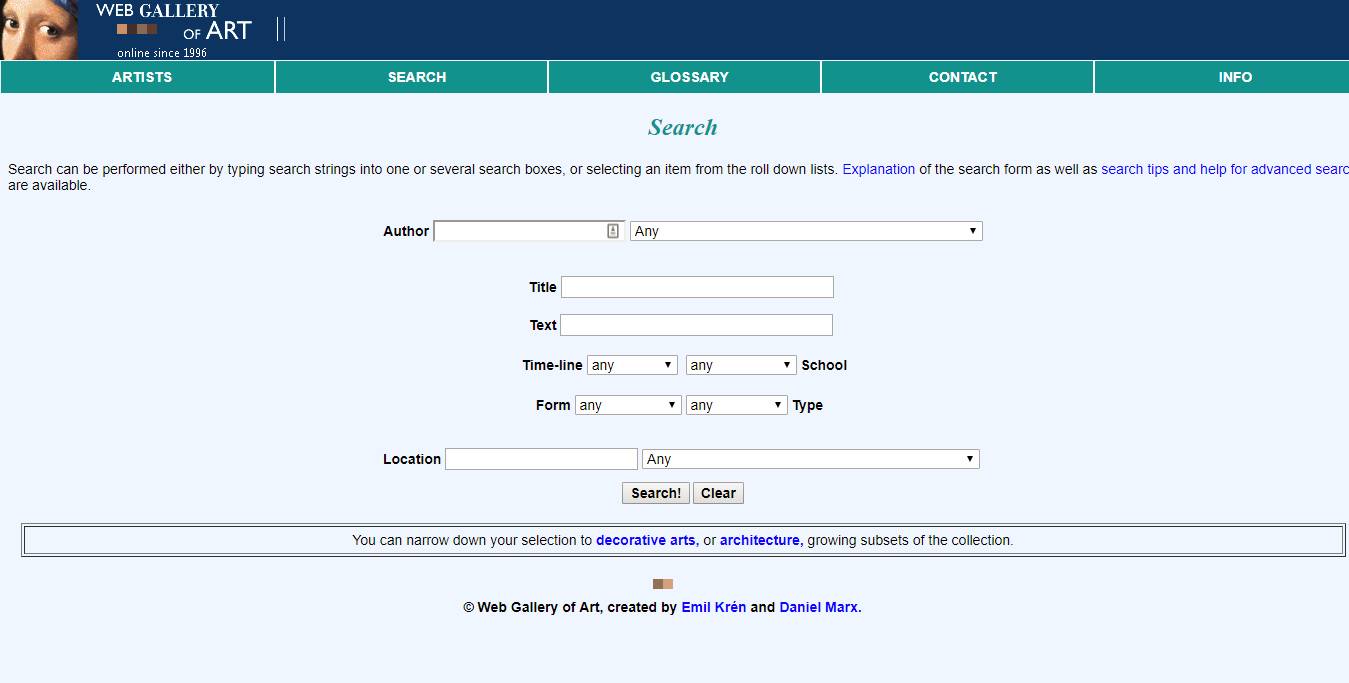 WEB GALLERY
OF ART
online since 1996
ARTISTS SEARCH GLOSSARY CONTACT INFO
Search
Search can be performed either by typing search strings into one or several search boxes, or selecting an item from the roll down lists. Explanation of the search form as well as search tips and help for advanced searc
are available.
Author Any
Title
Text
Time-line any any School
Form any any Type
Location Any
Search! Clear
You can narrow down your selection to decorative arts, or architecture, growing subsets of the collection.
© Web Gallery of Art, created by Emil Krén and Daniel Marx.